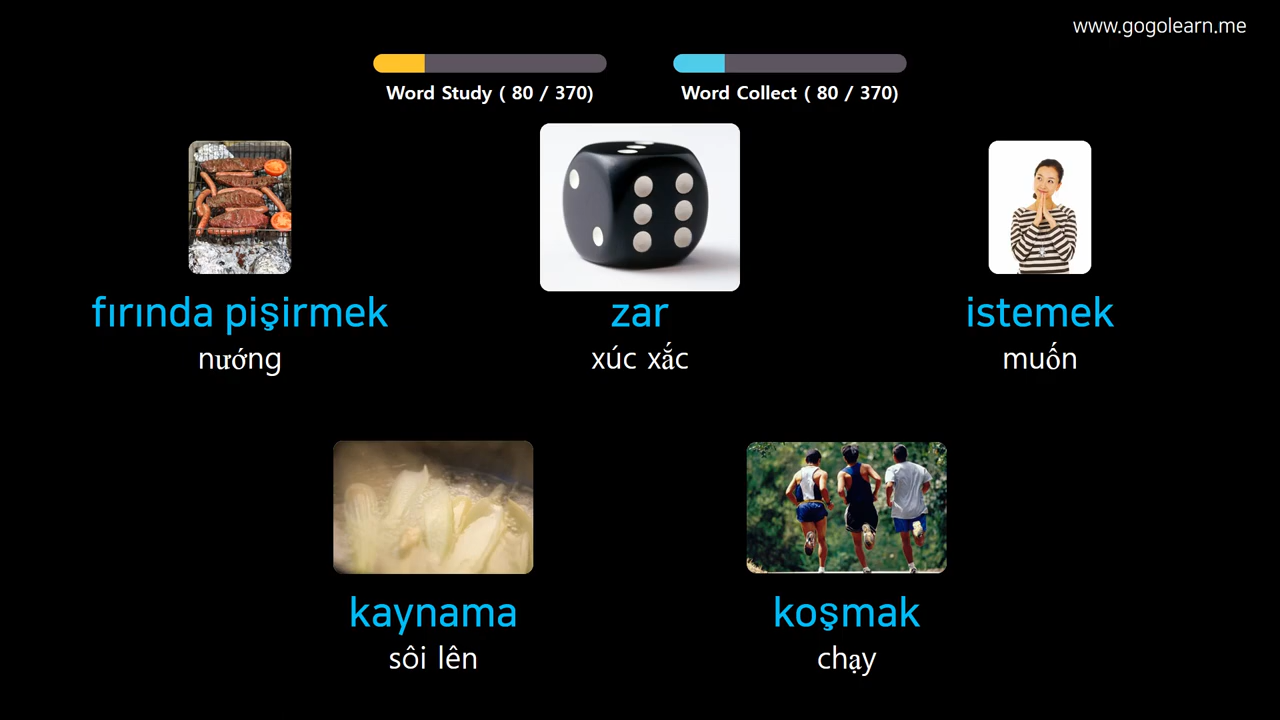 www.gogolearn.me
Word Study ( 80 / 370)
Word Collect ( 80 / 370)
fırında pişirmek
nướng
zar
xúc xắc
istemek
muốn
kaynama
sôi lên
koşmak
chạy